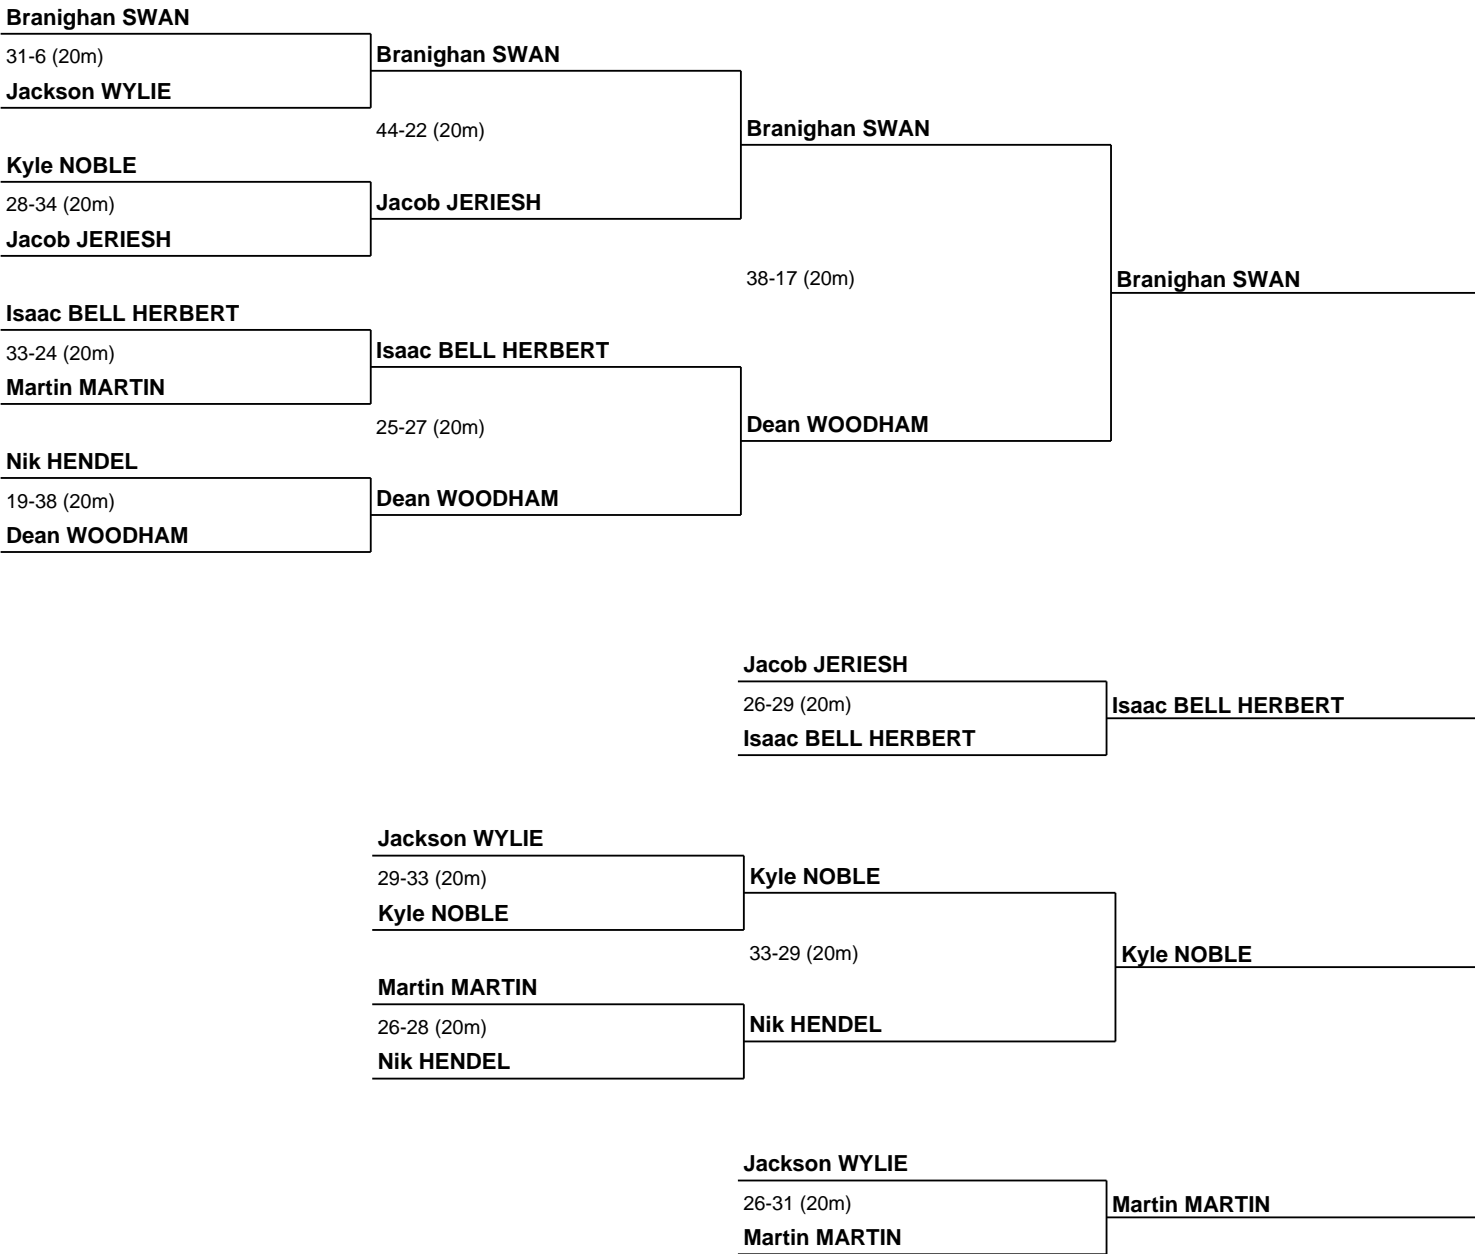 Branighan SWAN
31-6 (20m)
Jackson WYLIE
Branighan SWAN
44-22 (20m)
Branighan SWAN
Kyle NOBLE
28-34 (20m)
Jacob JERIESH
Jacob JERIESH
38-17 (20m)
Branighan SWAN
Isaac BELL HERBERT
33-24 (20m)
Martin MARTIN
Isaac BELL HERBERT
25-27 (20m)
Dean WOODHAM
Nik HENDEL
19-38 (20m)
Dean WOODHAM
Dean WOODHAM
Jacob JERIESH
26-29 (20m)
Isaac BELL HERBERT
Isaac BELL HERBERT
Jackson WYLIE
29-33 (20m)
Kyle NOBLE
Kyle NOBLE
33-29 (20m)
Kyle NOBLE
Martin MARTIN
26-28 (20m)
Nik HENDEL
Nik HENDEL
Jackson WYLIE
26-31 (20m)
Martin MARTIN
Martin MARTIN